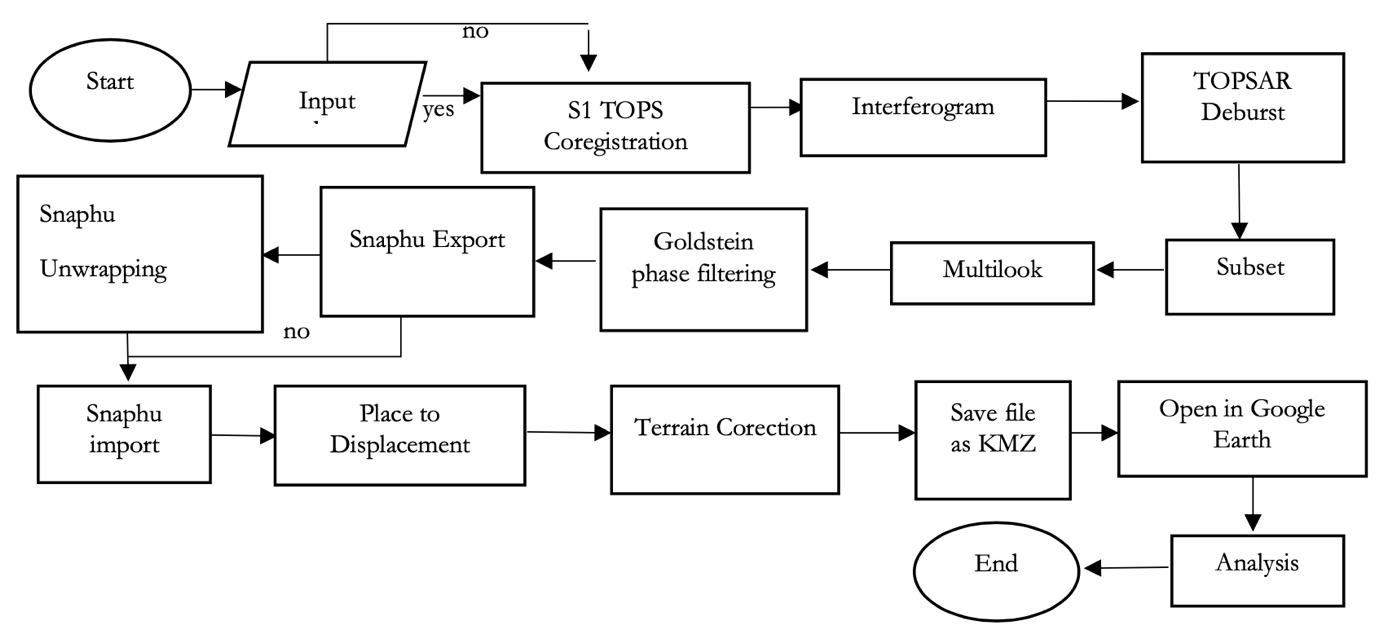 Start
no
Input
yes
S1 TOPS
Coregistration
Interferogram
TOPSAR
Deburst
Subset
Multilook
Goldstein
phase filtering
Snaphu Export
Snaphu
Unwrapping
no
Snaphu
import
Place to
Displacement
Terrain Corection
Save file
as KMZ
Open in Google
Earth
Analysis
End